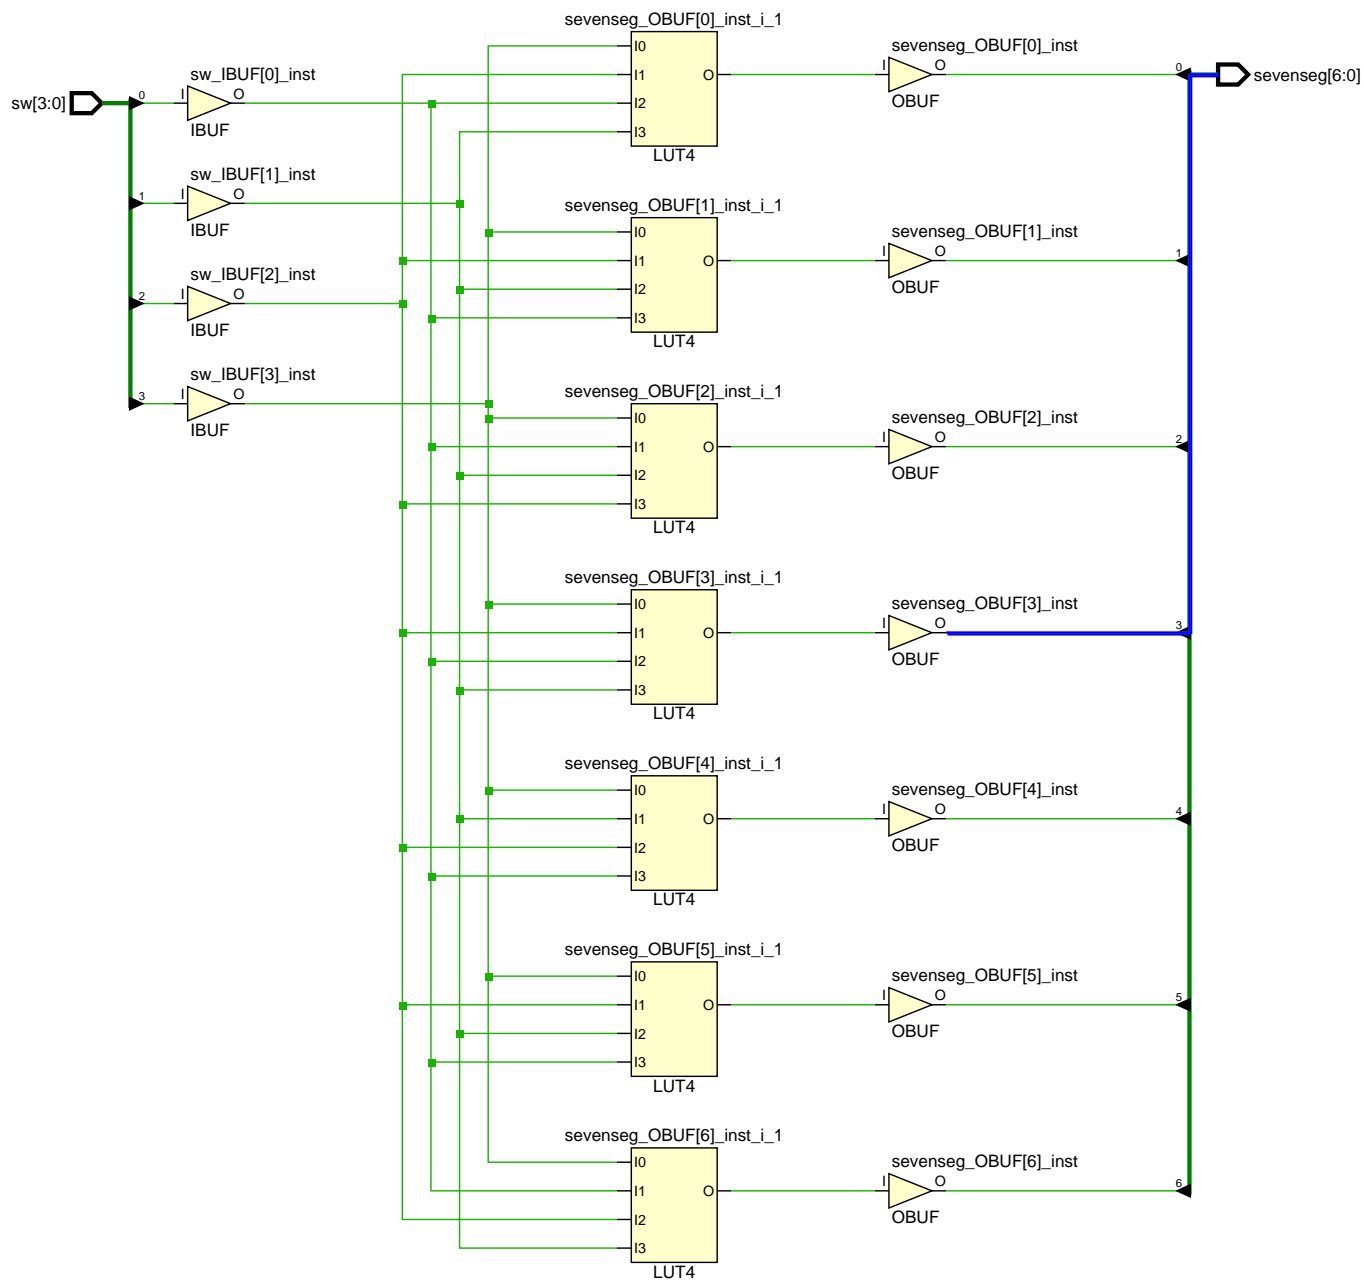 sw[3:0]
0
sw_IBUF[0]_inst
I
O
IBUF
1
sw_IBUF[1]_inst
I
O
IBUF
2
sw_IBUF[2]_inst
I
O
IBUF
3
sw_IBUF[3]_inst
I
O
IBUF
sevenseg_OBUF[0]_inst_i_1
I0
I1
I2
I3
O
LUT4
sevenseg_OBUF[1]_inst_i_1
I0
I1
I2
I3
O
LUT4
sevenseg_OBUF[2]_inst_i_1
I0
I1
I2
I3
O
LUT4
sevenseg_OBUF[3]_inst_i_1
I0
I1
I2
I3
O
LUT4
sevenseg_OBUF[4]_inst_i_1
I0
I1
I2
I3
O
LUT4
sevenseg_OBUF[5]_inst_i_1
I0
I1
I2
I3
O
LUT4
sevenseg_OBUF[6]_inst_i_1
I0
I1
I2
I3
O
LUT4
sevenseg_OBUF[0]_inst
I
O
OBUF
0
sevenseg_OBUF[1]_inst
I
O
OBUF
1
sevenseg_OBUF[2]_inst
I
O
OBUF
2
sevenseg_OBUF[3]_inst
I
O
OBUF
3
sevenseg_OBUF[4]_inst
I
O
OBUF
4
sevenseg_OBUF[5]_inst
I
O
OBUF
5
sevenseg_OBUF[6]_inst
I
O
OBUF
6
sevenseg[6:0]